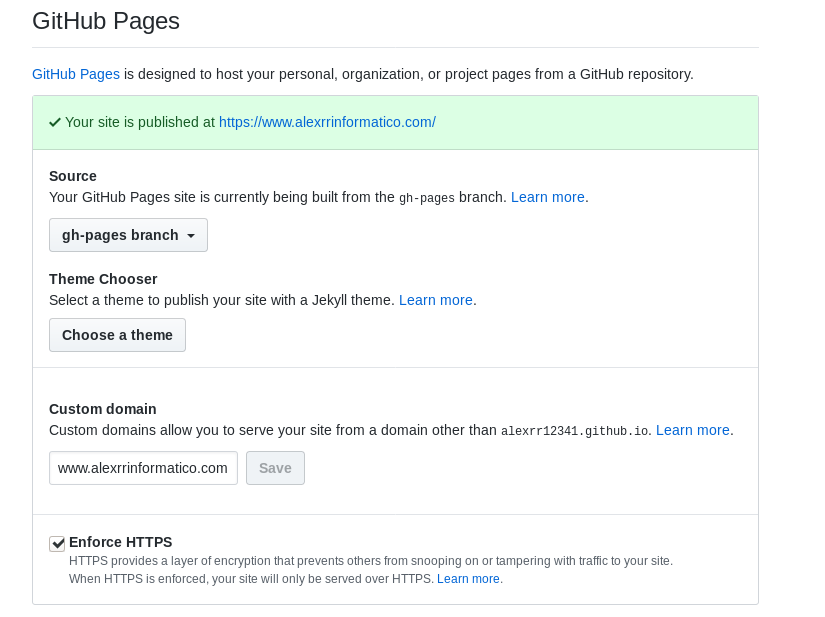 GitHub Pages
GitHub Pages is designed to host your personal, organization, or project pages from a GitHub repository.
Your site is published at https://www.alexrrinformatico.com/
Source
Your GitHub Pages site is currently being built from the gh-pages branch. Learn more.
gh-pages branch
Theme Chooser
Select a theme to publish your site with a Jekyll theme. Learn more.
Choose a theme
Custom domain
Custom domains allow you to serve your site from a domain other than alexrr12341.github.io. Learn more.
www.alexrrinformatico.com Save
Enforce HTTPS
HTTPS provides a layer of encryption that prevents others from snooping on or tampering with traffic to your site.
When HTTPS is enforced, your site will only be served over HTTPS. Learn more.